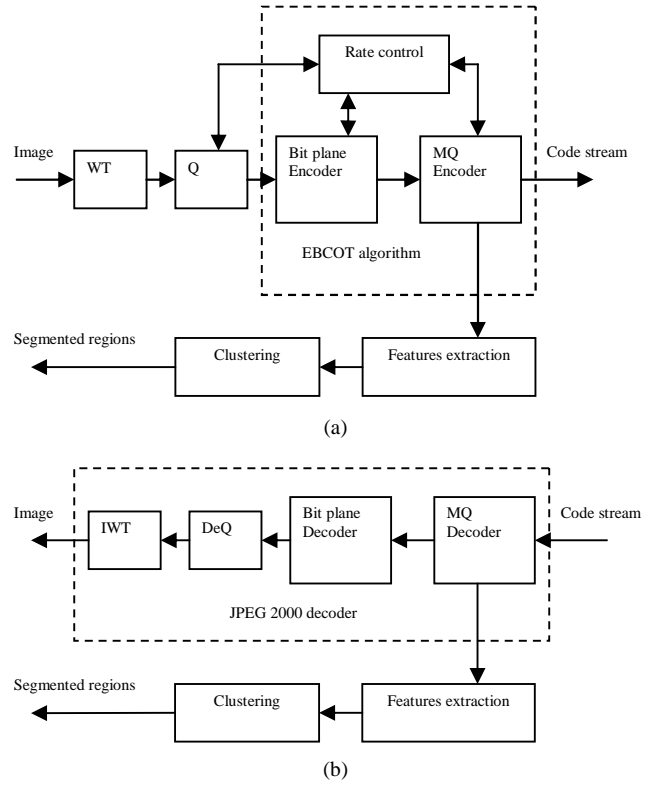 Rate control
Image
WT
Q
Bit plane
Encoder
MQ
Encoder
Code stream
EBCOT algorithm
Segmented regions
Clustering
Features extraction
(a)
Image
IWT
DeQ
Bit plane
Decoder
MQ
Decoder
Code stream
JPEG 2000 decoder
Segmented regions
Clustering
Features extraction
(b)